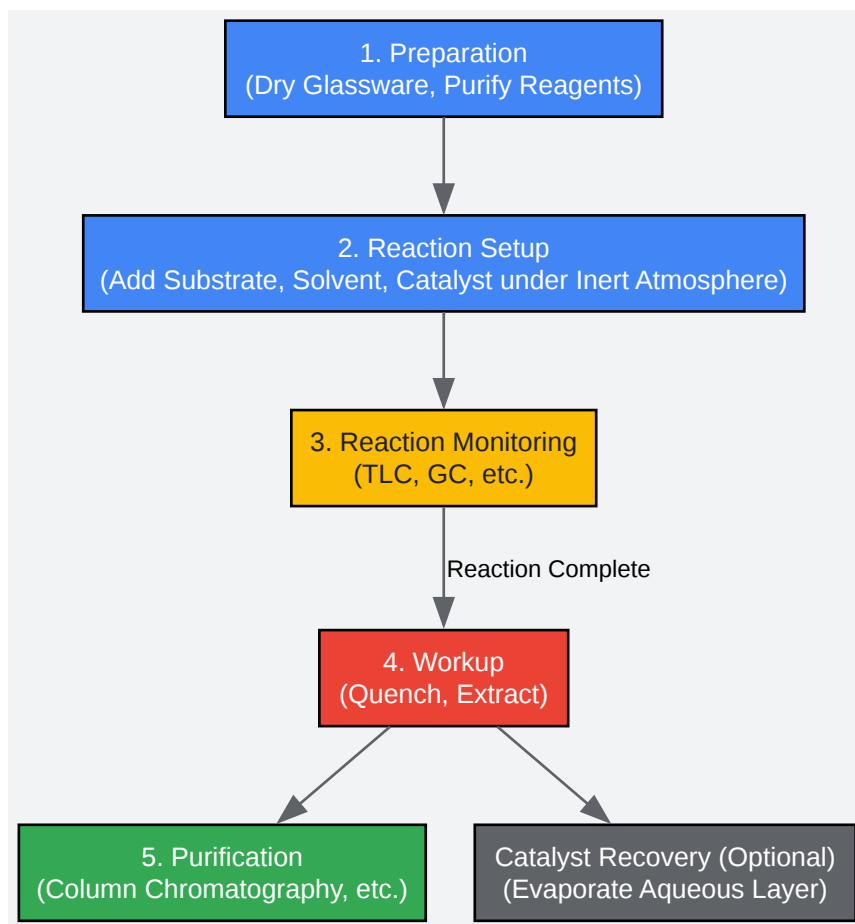 1. Preparation
(Dry Glassware, Purify Reagents)
2. Reaction Setup
(Add Substrate, Solvent, Catalyst under Inert Atmosphere)
3. Reaction Monitoring
(TLC, GC, etc.)
Reaction Complete
4. Workup
(Quench, Extract)
5. Purification
(Column Chromatography, etc.)
Catalyst Recovery (Optional)
(Evaporate Aqueous Layer)